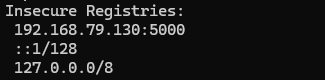 Insecure Registries:
192.168.79.130:5000
::1/128
127.0.0.0/8